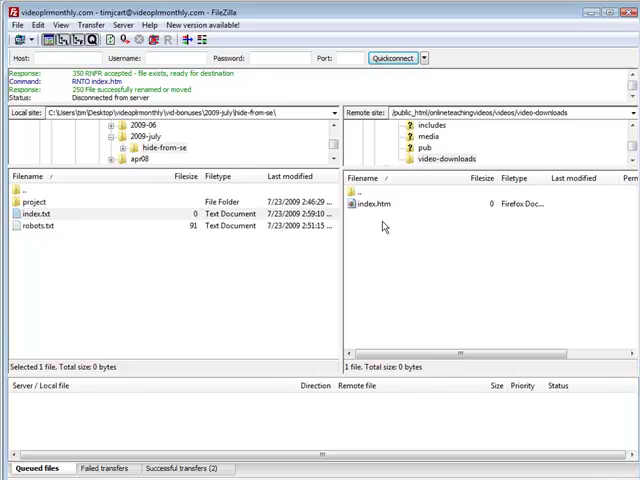 videoplrmonthly.com - timjcart@videoplrmonthly.com - FileZilla
File Edit View Transfer Server Help New version available!
Host: Username: Password: Port: Quickconnect
Response: 350 RNFR accepted - file exists, ready for destination
Command: RNTO index.htm
Response: 250 File successfully renamed or moved
Status: Disconnected from server
Local site: C:\Users\tim\Desktop\videoplrmonthly\vid-bonuses\2009-july\hide-from-se\ Remote site: /public_html/onlineteachingvideos/videos/video-downloads
2009-06 includes
2009-july media
hide-from-se pub
apr08 video-downloads
Filename / Filesize Filetype Last modified Filename / Filesize Filetype Last modified Perm
.. ..
project File Folder 7/23/2009 2:46:29 ... index.htm 0 Firefox Doc...
index.txt 0 Text Document 7/23/2009 2:59:10 ...
robots.txt 91 Text Document 7/23/2009 2:51:15 ...
Selected 1 file. Total size: 0 bytes 1 file. Total size: 0 bytes
Server / Local file Direction Remote file Size Priority Status
Queued files Failed transfers Successful transfers (2)